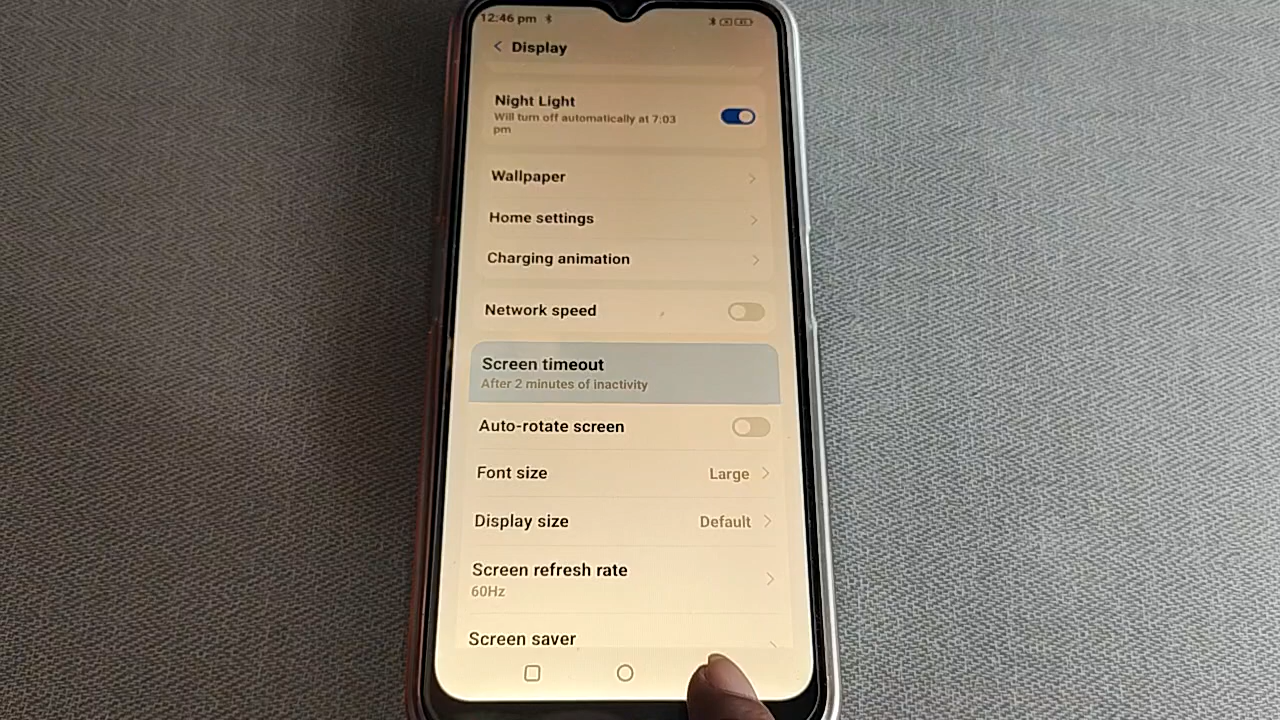 12:46 pm
Display
Night Light
Will turn off automatically at 7:03
pm
Wallpaper
Home settings
Charging animation
Network speed
Screen timeout
After 2 minutes of inactivity
Auto-rotate screen
Font size
Large
Display size
Default
Screen refresh rate
60Hz
Screen saver